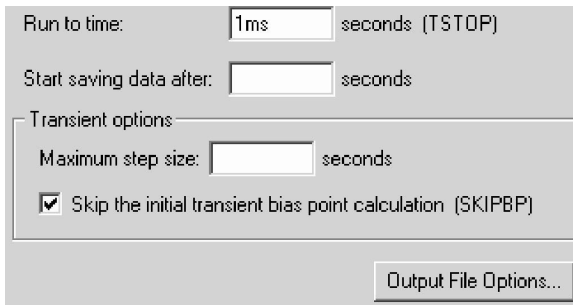 Run to time: 1ms seconds (TSTOP)
Start saving data after: seconds
Transient options
Maximum step size: seconds
Skip the initial transient bias point calculation (SKIPBP)
Output File Options...